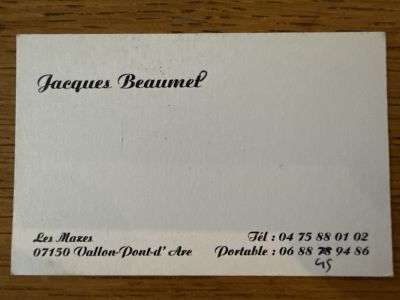 Jacques Beaumel
Les Mazes
07150 Vallon-Pont-d' Arc
Tél : 04 75 88 01 02
Portable : 06 88 78 94 86